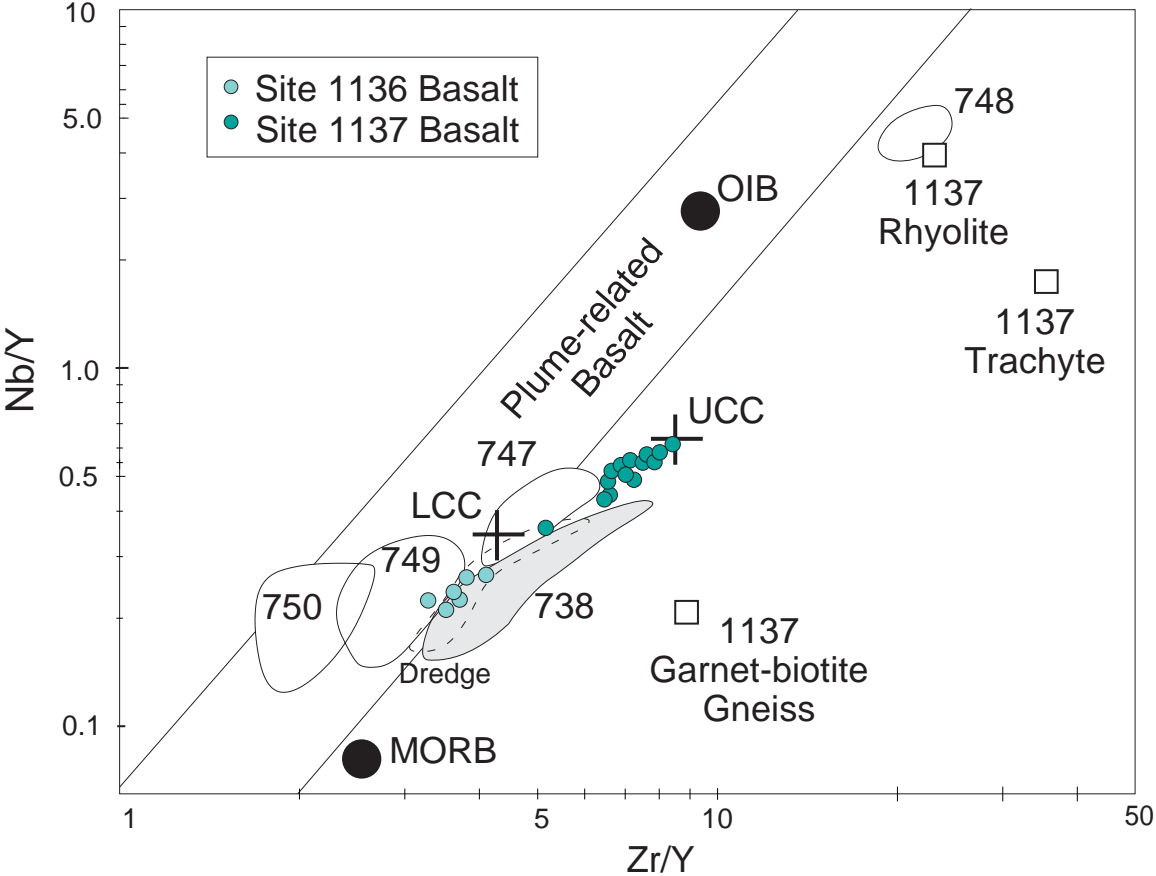 10
5.0
1.0
0.5
0.1
Nb/Y
Site 1136 Basalt
Site 1137 Basalt
748
OIB
1137
Rhyolite
Plume-related
Basalt
1137
Trachyte
UCC
747
LCC
749
750
738
1137
Garnet-biotite
Gneiss
Dredge
MORB
1
5
10
50
Zr/Y